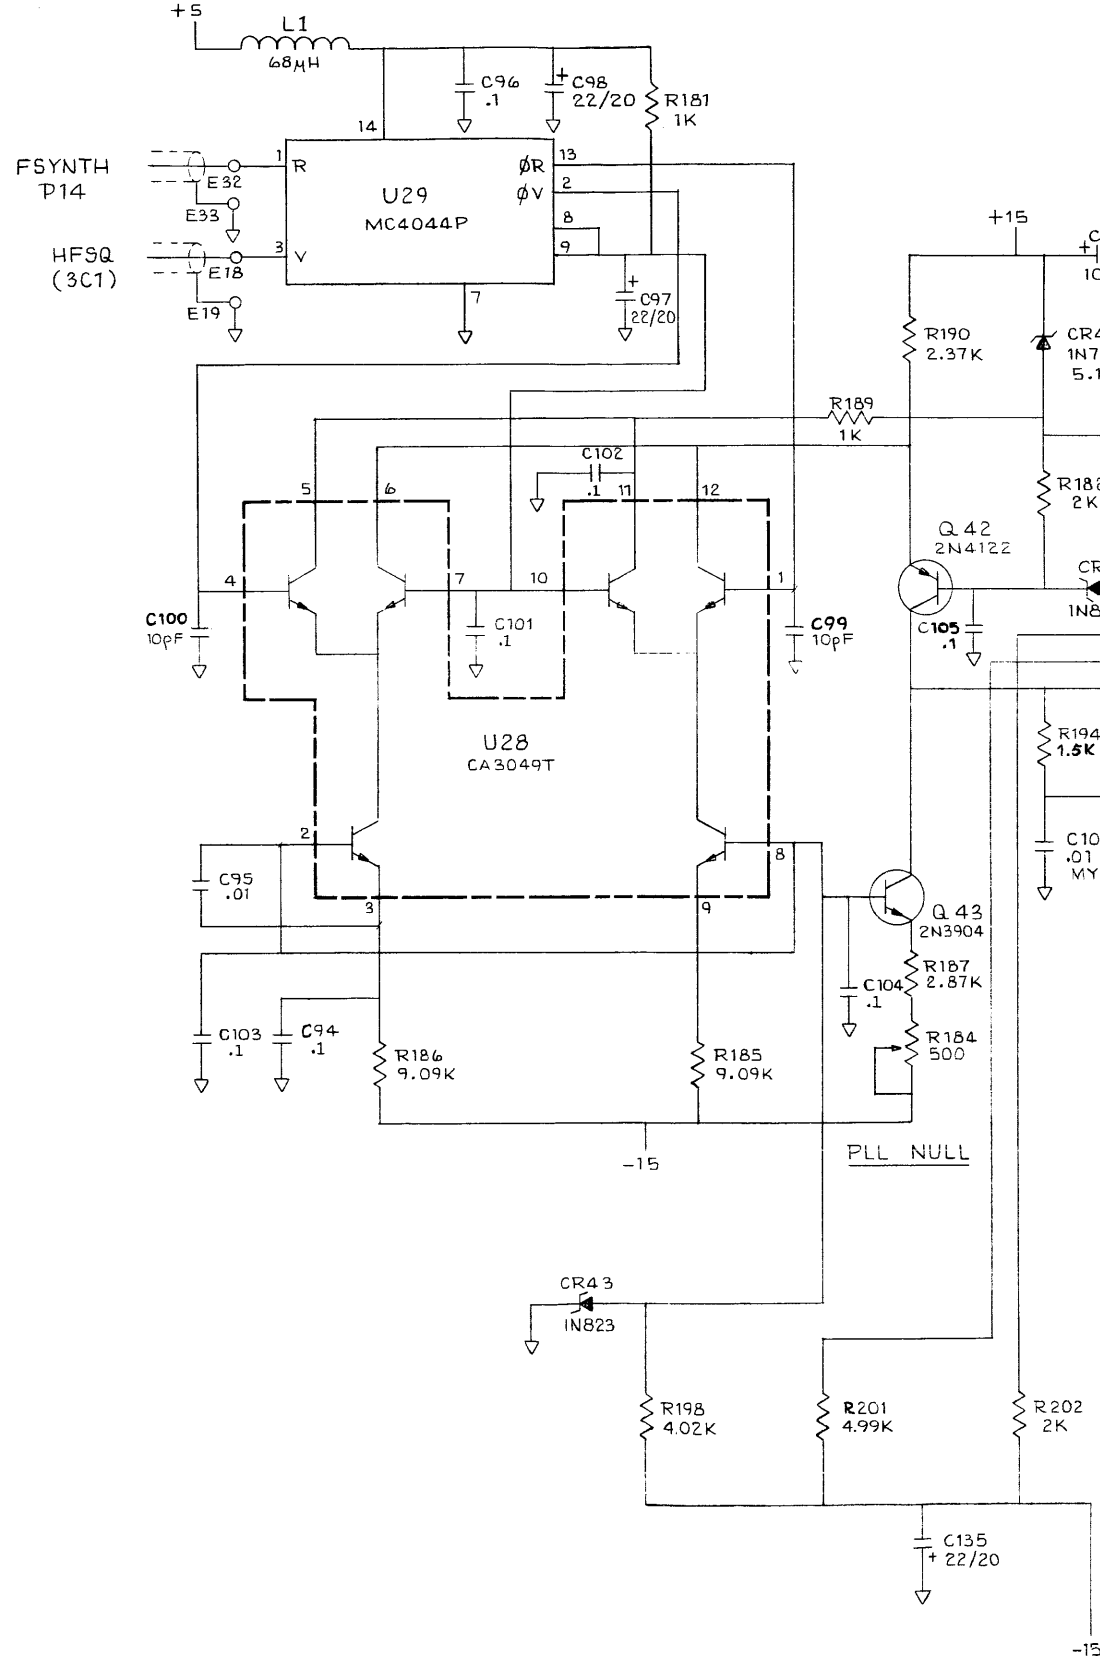 +5
L1
68µH
C96
.1
C98
22/20
R181
1K
14
FSYNTH
P14
E32
E33
1
R
U29
MC4044P
ØR
ØV
13
2
8
9
HFSQ
(3C1)
E18
E19
3
V
7
+
C97
22/20
+15
+
R190
2.37K
R189
1K
R182
2K
C102
.1
5
6
11
12
Q42
2N4122
4
7
10
1
C100
10pF
C101
.1
C99
10pF
C105
.1
U28
CA3049T
R194
1.5K
.01
MY
2
8
C95
.01
3
9
Q43
2N3904
R187
2.87K
C104
.1
C103
.1
C94
.1
R186
9.09K
R185
9.09K
R184
500
-15
PLL NULL
CR43
1N823
R198
4.02K
R201
4.99K
R202
2K
C135
+ 22/20
-15